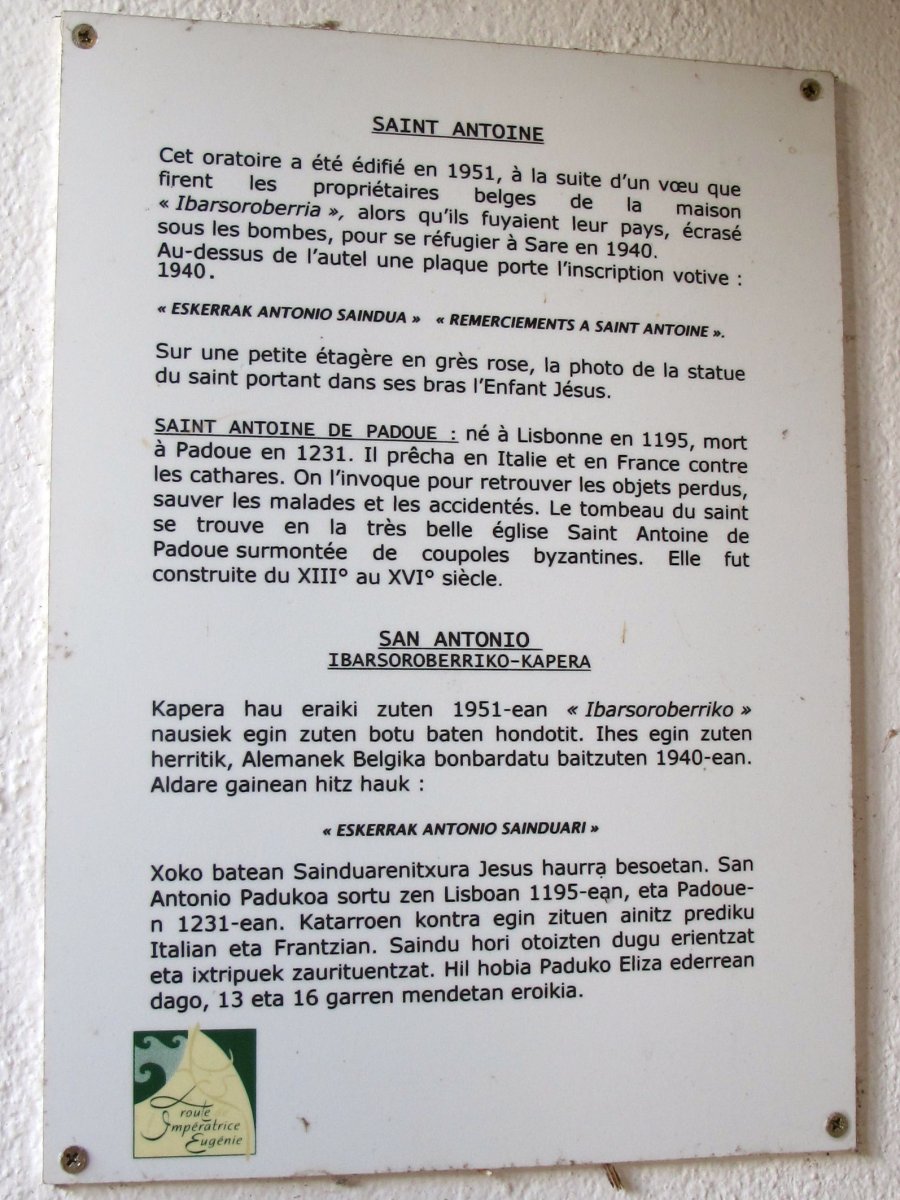 SAINT ANTOINE
Cet oratoire a été édifié en 1951, à la suite d'un vœu que
firent les propriétaires belges de la maison
« Ibarsoroberria », alors qu'ils fuyaient leur pays, écrasé
sous les bombes, pour se réfugier à Sare en 1940.
Au-dessus de l'autel une plaque porte l'inscription votive :
1940.
« ESKERRAK ANTONIO SAINDUA » « REMERCIEMENTS A SAINT ANTOINE ».
Sur une petite étagère en grès rose, la photo de la statue
du saint portant dans ses bras l'Enfant Jésus.
SAINT ANTOINE DE PADOUE : né à Lisbonne en 1195, mort
à Padoue en 1231. Il prêcha en Italie et en France contre
les cathares. On l'invoque pour retrouver les objets perdus,
sauver les malades et les accidentés. Le tombeau du saint
se trouve en la très belle église Saint Antoine de
Padoue surmontée de coupoles byzantines. Elle fut
construite du XIII° au XVI° siècle.
SAN ANTONIO
IBARSOROBERRIKO-KAPERA
Kapera hau eraiki zuten 1951-ean « Ibarsoroberriko »
nausiek egin zuten botu baten hondotit. Ihes egin zuten
herritik, Alemanek Belgika bonbardatu baitzuten 1940-ean.
Aldare gainean hitz hauk :
« ESKERRAK ANTONIO SAINDUARI »
Xoko batean Sainduarenitxura Jesus haurra besoetan. San
Antonio Padukoa sortu zen Lisboan 1195-ean, eta Padoue-
n 1231-ean. Katarroen kontra egin zituen ainitz prediku
Italian eta Frantzian. Saindu hori otoizten dugu erientzat
eta ixtripuek zaurituentzat. Hil hobia Paduko Eliza ederrean
dago, 13 eta 16 garren mendetan eroikia.
route
Impératrice
Eugénie